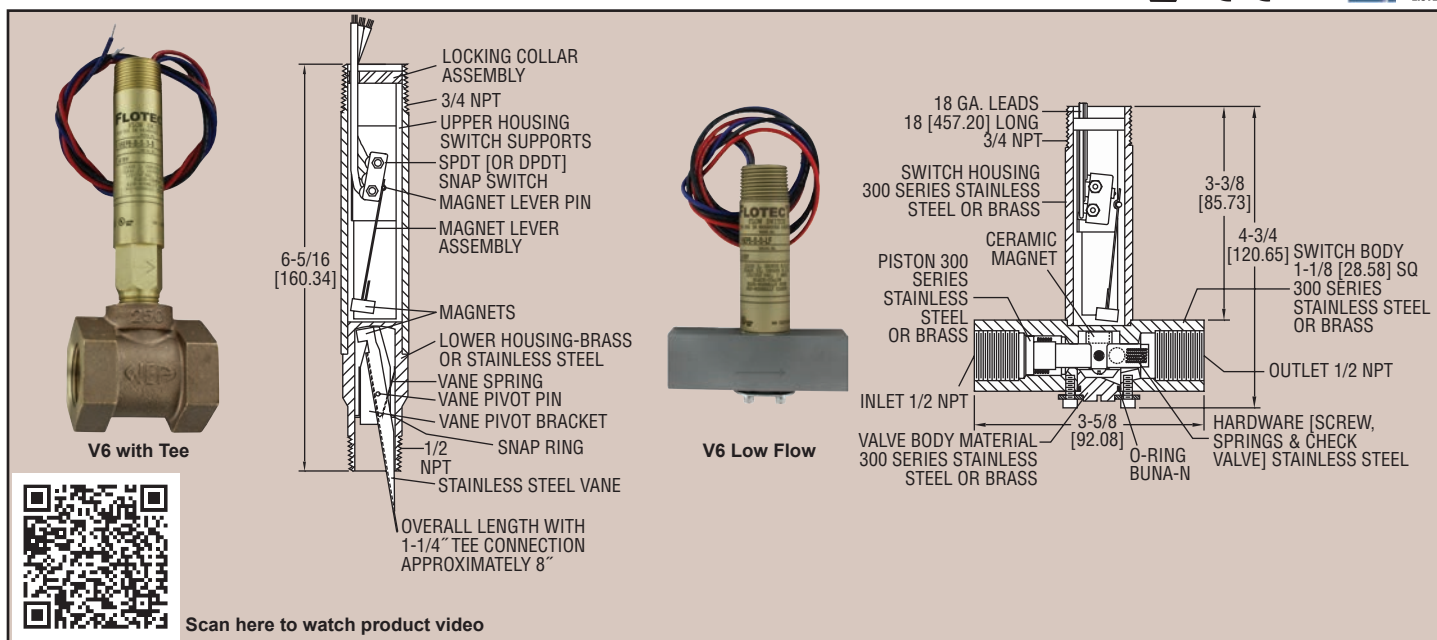 LOCKING COLLAR
ASSEMBLY
3/4 NPT
UPPER HOUSING
SWITCH SUPPORTS
SPDT [OR DPDT]
SNAP SWITCH
MAGNET LEVER PIN
MAGNET LEVER
ASSEMBLY
6-5/16
[160.34]
MAGNETS
LOWER HOUSING-BRASS
OR STAINLESS STEEL
VANE SPRING
VANE PIVOT PIN
VANE PIVOT BRACKET
SNAP RING
1/2
NPT
STAINLESS STEEL VANE
OVERALL LENGTH WITH
1-1/4˝ TEE CONNECTION
APPROXIMATELY 8˝
FLOTEC
250
V6 with Tee
FLOTEC
FLOW SWITCH
V6 Low Flow
18 GA. LEADS
18 [457.20] LONG
3/4 NPT
SWITCH HOUSING
300 SERIES STAINLESS
STEEL OR BRASS
CERAMIC
MAGNET
PISTON 300
SERIES
STAINLESS
STEEL
OR BRASS
INLET 1/2 NPT
VALVE BODY MATERIAL
300 SERIES STAINLESS
STEEL OR BRASS
3-3/8
[85.73]
4-3/4
[120.65]
SWITCH BODY
1-1/8 [28.58] SQ
300 SERIES
STAINLESS STEEL
OR BRASS
OUTLET 1/2 NPT
3-5/8
[92.08]
O-RING
BUNA-N
HARDWARE [SCREW,
SPRINGS & CHECK
VALVE] STAINLESS STEEL
Scan here to watch product video